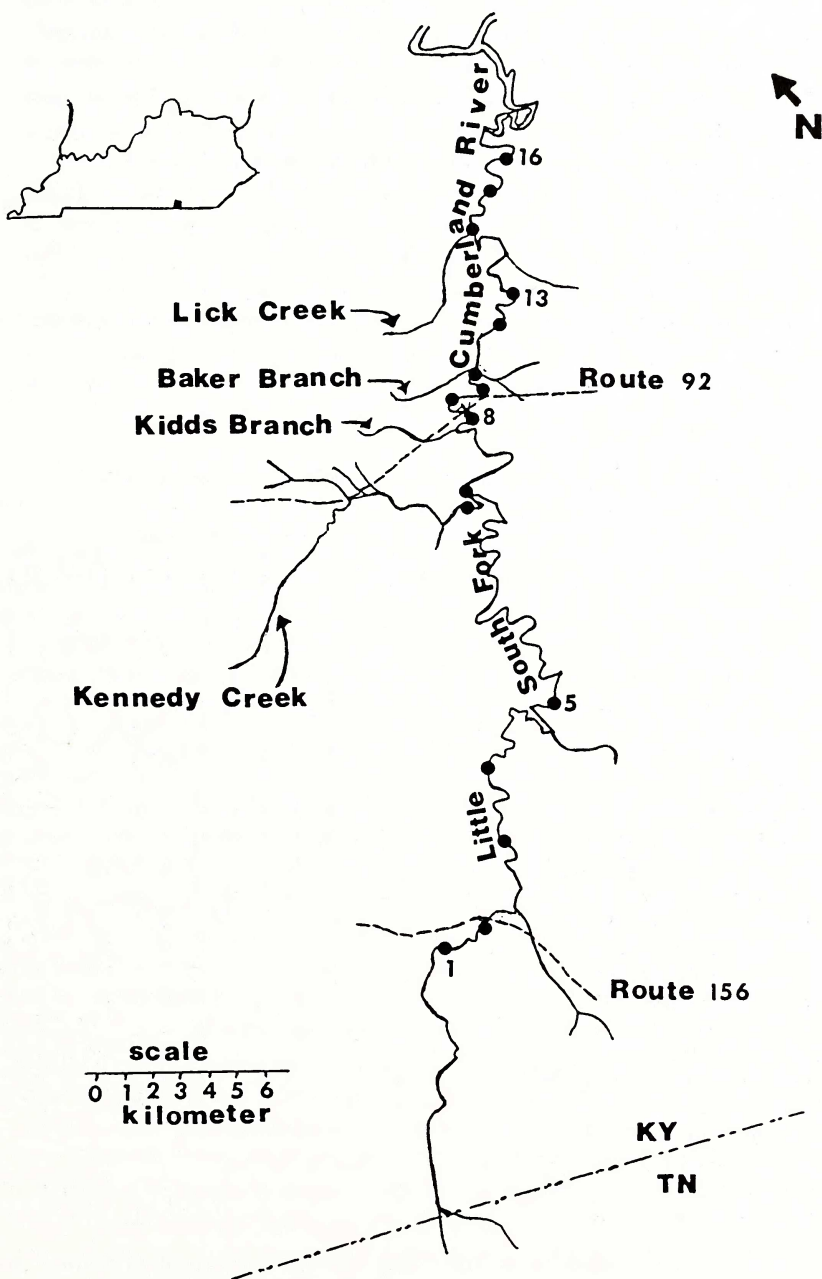 N
16
13
Lick Creek
Baker Branch
Route 92
Kidds Branch
8
Kennedy Creek
5
Little South Fork Cumberland River
1
Route 156
scale
0 1 2 3 4 5 6
kilometer
KY
TN